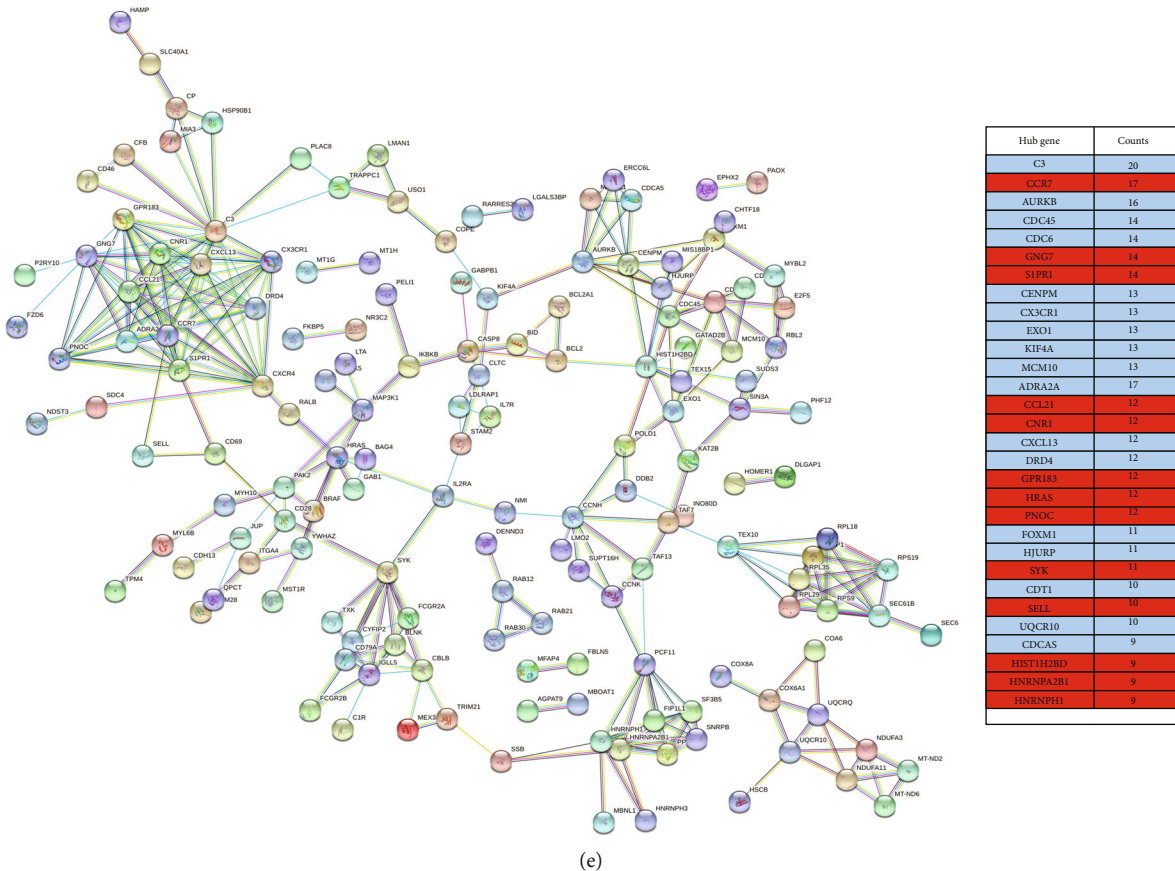 HAMP
SLC40A1
CP
HSP90B1
MIA3
CFB
CD46
PLAC8
LMAN1
TRAPPC1
USO1
C3
COPE
GPR183
GNG7
CNR1
CXCL13
CX3CR1
CCL21
P2RY10
DRD4
FZD6
ADRA2
CCR7
PNOC
S1PR1
CXCR4
RARRES2
LGALS3BP
MT1G
MT1H
GABPB1
KIF4A
PELI1
FKBP5
NR3C2
BCL2A1
BID
CASP8
BCL2
IKBKB
CLTC
LTA
MAP3K1
LDLRAP1
IL7R
STAM2
SDC4
NDST3
RALB
SELL
CD69
HRAS
BAG4
GAB1
PAK2
BRAF
MYH10
CD28
IL2RA
NMI
JUP
YWHAZ
MYL6B
CDH13
ITGA4
TPM4
QPCT
M28
MST1R
SYK
DENND3
RAB12
RAB21
RAB30
TXK
FCGR2A
CYFIP2
BLNK
CD79A
IGLL5
CBLB
FCGR2B
C1R
MEX3
TRIM21
SSB
MFAP4
FBLN5
AGPAT9
MBOAT1
ERCC6L
CDCA5
EPHX2
PAOX
CHTF18
AURKB
CENPM
MIS18BP1
HJURP
MYBL2
CDC45
E2F5
GATAD2B
MCM10
RBL2
HIST1H2BD
TEX15
SUDS3
EXO1
SIN3A
PHF12
POLD1
KAT2B
DDB2
HOMER1
DLGAP1
INO80D
TAF7
CCNH
LMO2
SUPT16H
TAF13
CCNK
TEX10
RPL18
RPL35
RPS19
RPL29
RPS9
SEC61B
SEC6
PCF11
FIP1L1
SF3B5
SNRPB
HNRNPH1
HNRNPA2B1
PP
MBNL1
HNRNPH3
COA6
COX8A
COX6A1
UQCRQ
UQCR10
NDUFA3
MT-ND2
NDUFA11
MT-ND6
HSCB
Hub gene Counts
C3 20
CCR7 17
AURKB 16
CDC45 14
CDC6 14
GNG7 14
S1PR1 14
CENPM 13
CX3CR1 13
EXO1 13
KIF4A 13
MCM10 13
ADRA2A 17
CCL21 12
CNR1 12
CXCL13 12
DRD4 12
GPR183 12
HRAS 12
PNOC 12
FOXM1 11
HJURP 11
SYK 11
CDT1 10
SELL 10
UQCR10 10
CDCAS 9
HIST1H2BD 9
HNRNPA2B1 9
HNRNPH1 9
(e)